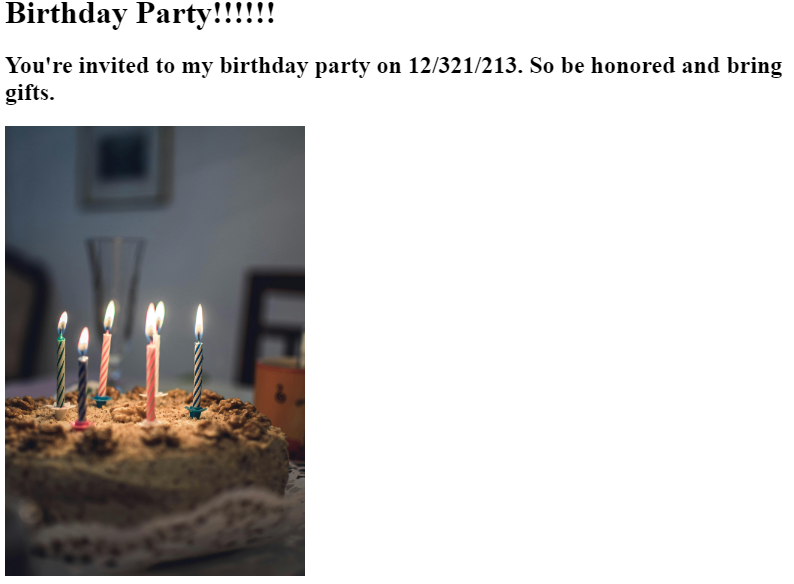 Birthday Party!!!!!!
You're invited to my birthday party on 12/321/213. So be honored and bring
gifts.